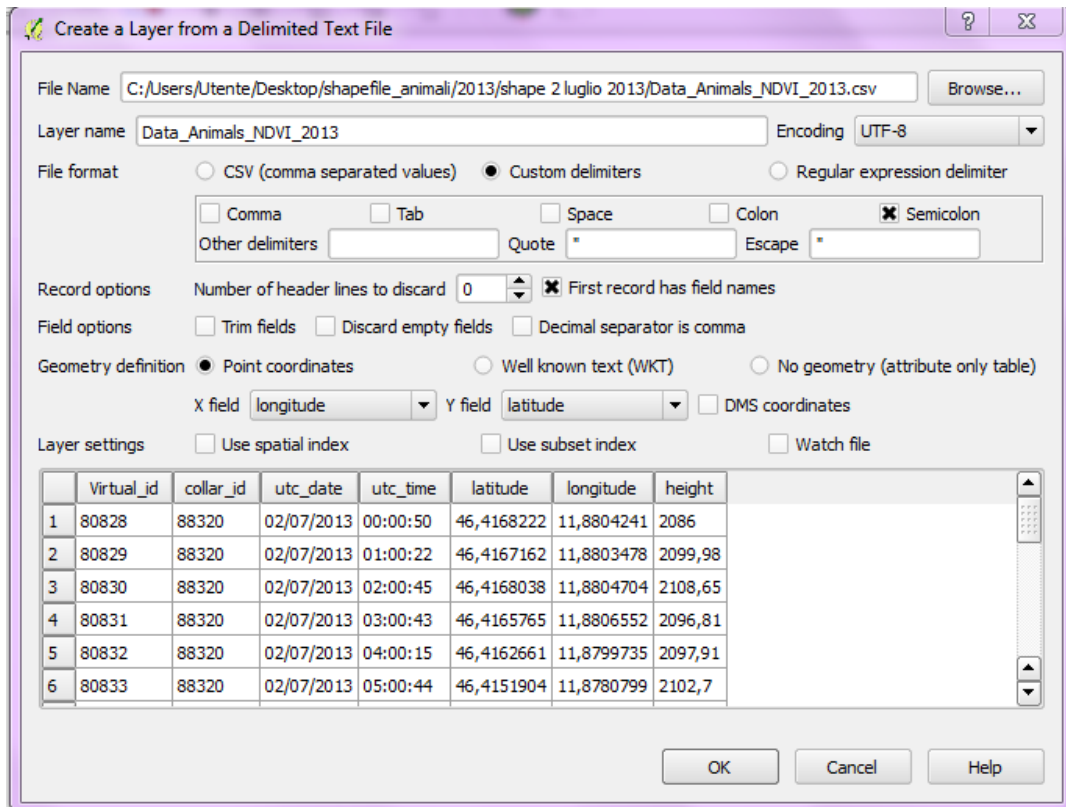 Create a Layer from a Delimited Text File
File Name C:/Users/Utente/Desktop/shapefile_animali/2013/shape 2 luglio 2013/Data_Animals_NDVI_2013.csv Browse...
Layer name Data_Animals_NDVI_2013 Encoding UTF-8
File format CSV (comma separated values) Custom delimiters Regular expression delimiter
Comma Tab Space Colon Semicolon
Other delimiters Quote " Escape "
Record options Number of header lines to discard 0 First record has field names
Field options Trim fields Discard empty fields Decimal separator is comma
Geometry definition Point coordinates Well known text (WKT) No geometry (attribute only table)
X field longitude Y field latitude DMS coordinates
Layer settings Use spatial index Use subset index Watch file
Virtual_id collar_id utc_date utc_time latitude longitude height
1 80828 88320 02/07/2013 00:00:50 46,4168222 11,8804241 2086
2 80829 88320 02/07/2013 01:00:22 46,4167162 11,8803478 2099,98
3 80830 88320 02/07/2013 02:00:45 46,4168038 11,8804704 2108,65
4 80831 88320 02/07/2013 03:00:43 46,4165765 11,8806552 2096,81
5 80832 88320 02/07/2013 04:00:15 46,4162661 11,8799735 2097,91
6 80833 88320 02/07/2013 05:00:44 46,4151904 11,8780799 2102,7
OK Cancel Help